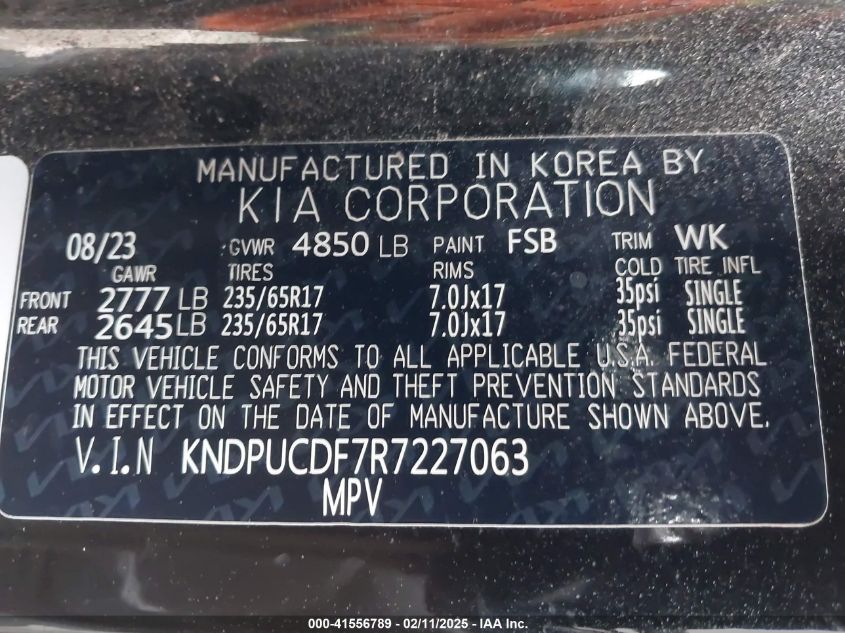 MANUFACTURED IN KOREA BY
KIA CORPORATION
08/23 GVWR 4850 LB PAINT FSB TRIM WK
GAWR TIRES RIMS COLD TIRE INFL
FRONT 2777 LB 235/65R17 7.0Jx17 35psi SINGLE
REAR 2645 LB 235/65R17 7.0Jx17 35psi SINGLE
THIS VEHICLE CONFORMS TO ALL APPLICABLE U.S.A. FEDERAL
MOTOR VEHICLE SAFETY AND THEFT PREVENTION STANDARDS
IN EFFECT ON THE DATE OF MANUFACTURE SHOWN ABOVE.
V.I.N KNDPUCDF7R7227063
MPV
000-41556789 - 02/11/2025 - IAA Inc.